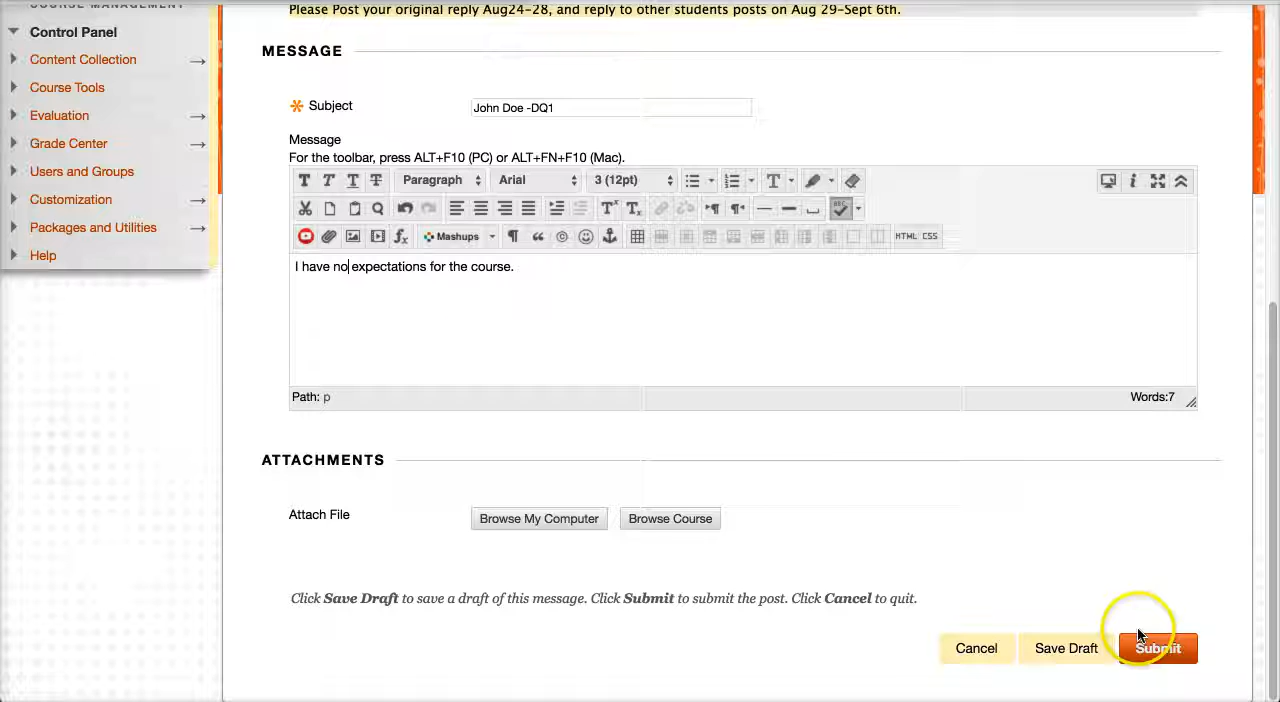 COURSE MANAGEMENT
Control Panel
Content Collection
Course Tools
Evaluation
Grade Center
Users and Groups
Customization
Packages and Utilities
Help
Please Post your original reply Aug24-28, and reply to other students posts on Aug 29-Sept 6th.
MESSAGE
Subject
John Doe -DQ1
Message
For the toolbar, press ALT+F10 (PC) or ALT+FN+F10 (Mac).
T T T T Paragraph Arial 3 (12pt) T
ABC
Mashups HTML CSS
I have no expectations for the course.
Path: p Words:7
ATTACHMENTS
Attach File Browse My Computer Browse Course
Click Save Draft to save a draft of this message. Click Submit to submit the post. Click Cancel to quit.
Cancel Save Draft Submit